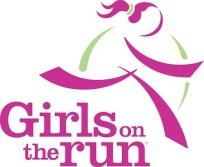 Girls on
the run